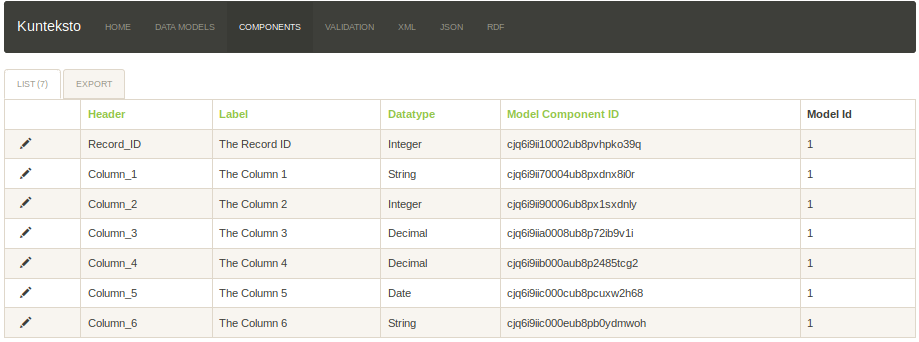 Kunteksto HOME DATA MODELS COMPONENTS VALIDATION XML JSON RDF
LIST (7) EXPORT
Header Label Datatype Model Component ID Model Id
Record_ID The Record ID Integer cjq6i9ii10002ub8pvhpko39q 1
Column_1 The Column 1 String cjq6i9ii70004ub8pxdnx8i0r 1
Column_2 The Column 2 Integer cjq6i9ii90006ub8px1sxdnly 1
Column_3 The Column 3 Decimal cjq6i9iia0008ub8p72ib9v1i 1
Column_4 The Column 4 Decimal cjq6i9iib000aub8p2485tcg2 1
Column_5 The Column 5 Date cjq6i9iic000cub8pcuxw2h68 1
Column_6 The Column 6 String cjq6i9iic000eub8pb0ydmwoh 1